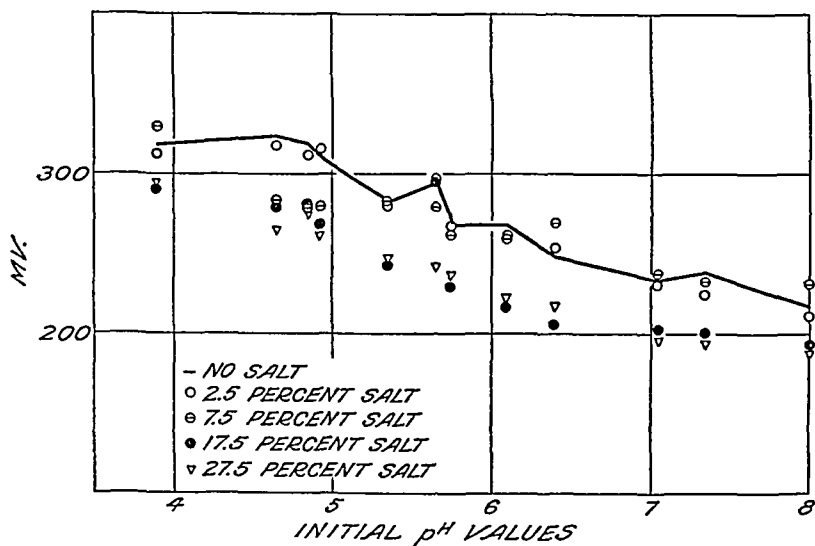 300
200
MV.
— NO SALT
○ 2.5 PERCENT SALT
⊖ 7.5 PERCENT SALT
● 17.5 PERCENT SALT
▽ 27.5 PERCENT SALT
4 5 6 7 8
INITIAL pH VALUES